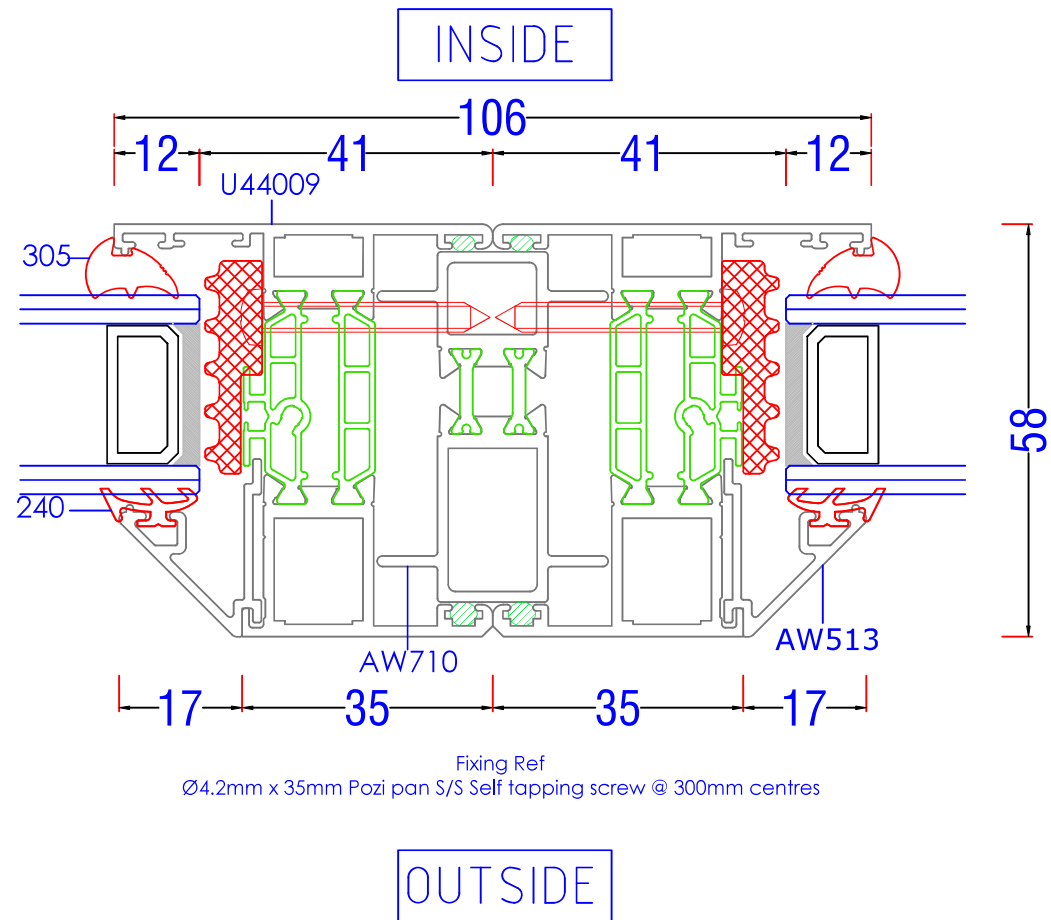 INSIDE
106
12 41 41 12
U44009
305
58
240
AW710
AW513
17 35 35 17
Fixing Ref
Ø4.2mm x 35mm Pozi pan S/S Self tapping screw @ 300mm centres
OUTSIDE